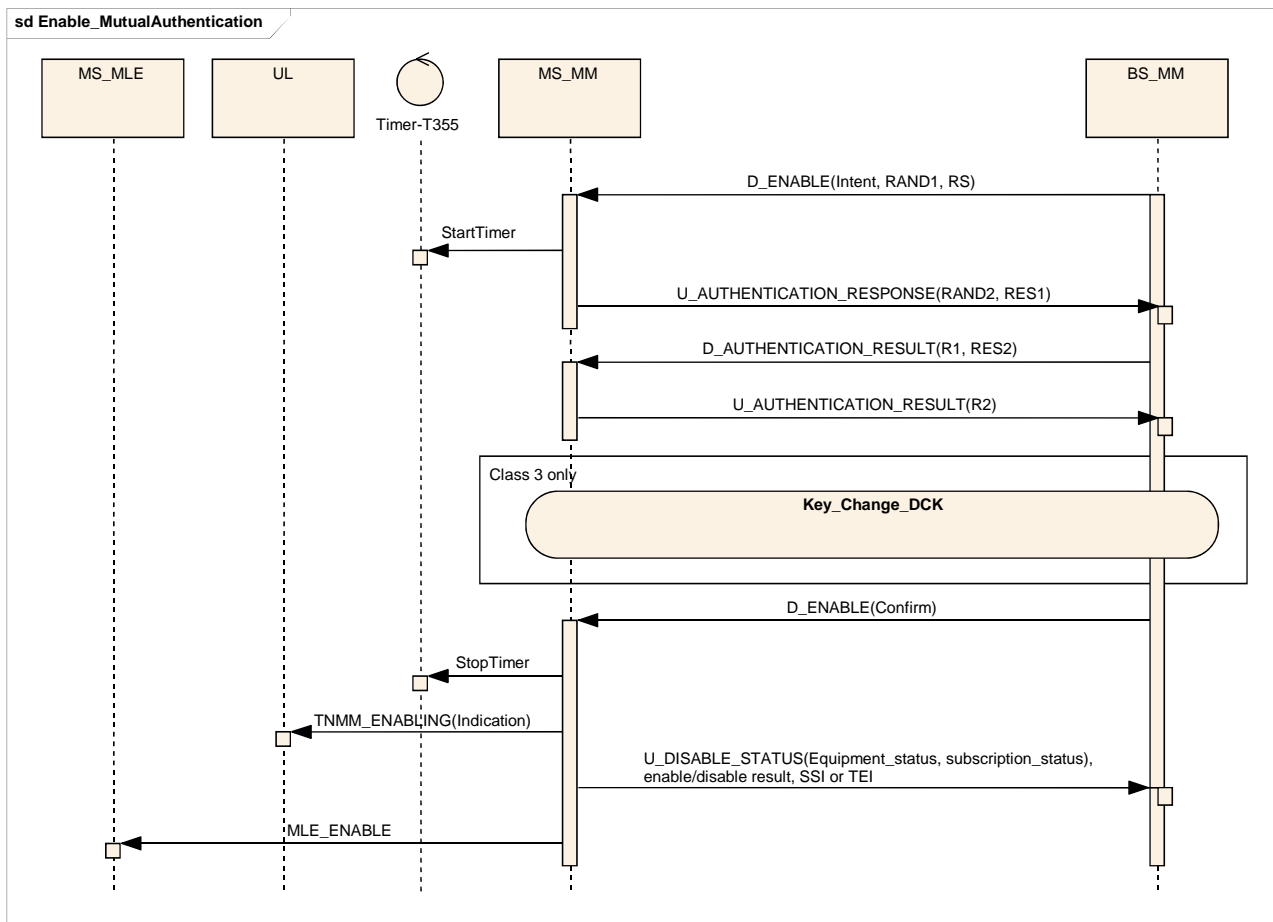 sd Enable_MutualAuthentication
MS_MLE
UL
Timer-T355
MS_MM
BS_MM
D_ENABLE(Intent, RAND1, RS)
StartTimer
U_AUTHENTICATION_RESPONSE(RAND2, RES1)
D_AUTHENTICATION_RESULT(R1, RES2)
U_AUTHENTICATION_RESULT(R2)
Class 3 only
Key_Change_DCK
D_ENABLE(Confirm)
StopTimer
TNMM_ENABLING(Indication)
U_DISABLE_STATUS(Equipment_status, subscription_status),
enable/disable result, SSI or TEI
MLE_ENABLE